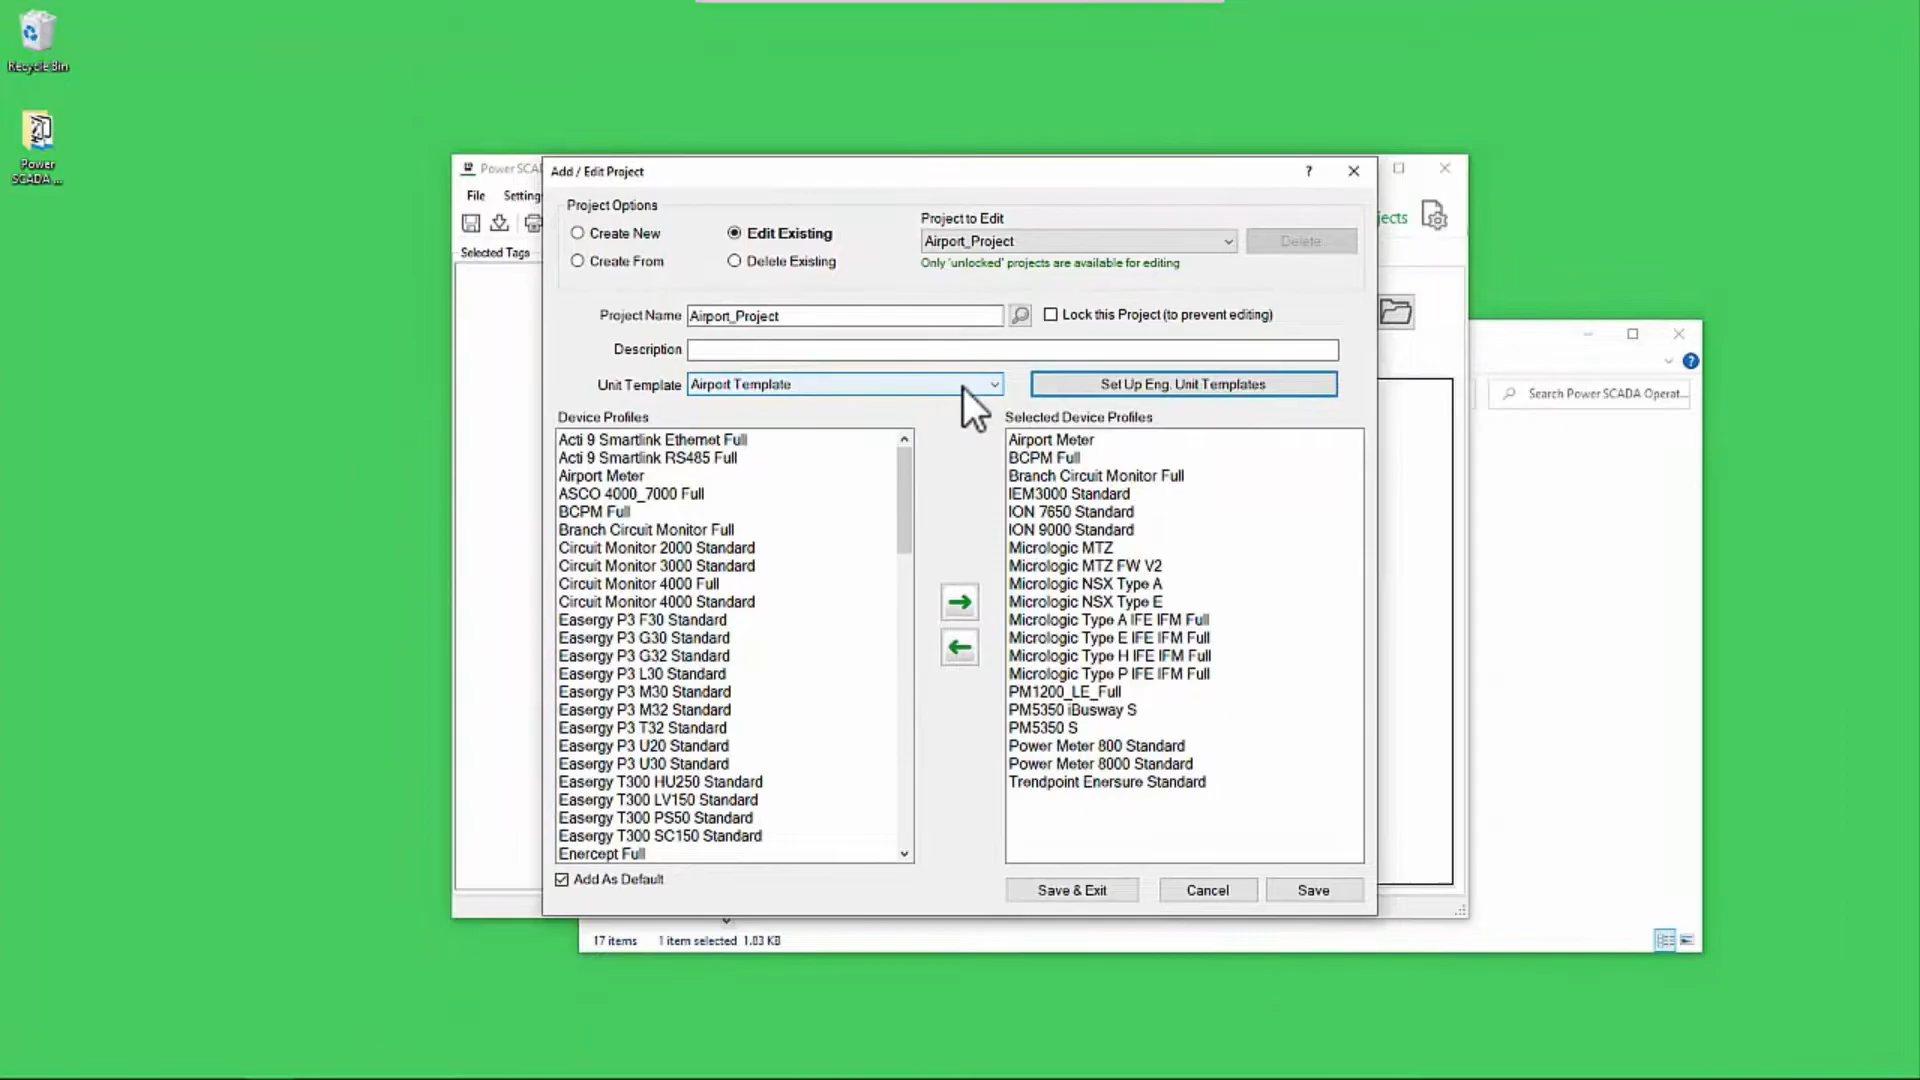 Recycle Bin
Power
SCADA ...
Power SCA
File
Setting
Selected Tags
Add / Edit Project
?
Project Options
Create New
Edit Existing
Create From
Delete Existing
Project to Edit
Airport_Project
Delete
Only 'unlocked' projects are available for editing
Project Name
Airport_Project
Lock this Project (to prevent editing)
Description
Unit Template
Airport Template
Set Up Eng. Unit Templates
Device Profiles
Acti 9 Smartlink Ethernet Full
Acti 9 Smartlink RS485 Full
Airport Meter
ASCO 4000_7000 Full
BCPM Full
Branch Circuit Monitor Full
Circuit Monitor 2000 Standard
Circuit Monitor 3000 Standard
Circuit Monitor 4000 Full
Circuit Monitor 4000 Standard
Easergy P3 F30 Standard
Easergy P3 G30 Standard
Easergy P3 G32 Standard
Easergy P3 L30 Standard
Easergy P3 M30 Standard
Easergy P3 M32 Standard
Easergy P3 T32 Standard
Easergy P3 U20 Standard
Easergy P3 U30 Standard
Easergy T300 HU250 Standard
Easergy T300 LV150 Standard
Easergy T300 PS50 Standard
Easergy T300 SC150 Standard
Enercept Full
Add As Default
Selected Device Profiles
Airport Meter
BCPM Full
Branch Circuit Monitor Full
IEM3000 Standard
ION 7650 Standard
ION 9000 Standard
Micrologic MTZ
Micrologic MTZ FW V2
Micrologic NSX Type A
Micrologic NSX Type E
Micrologic Type A IFE IFM Full
Micrologic Type E IFE IFM Full
Micrologic Type H IFE IFM Full
Micrologic Type P IFE IFM Full
PM1200_LE_Full
PM5350 iBusway S
PM5350 S
Power Meter 800 Standard
Power Meter 8000 Standard
Trendpoint Enersure Standard
Save & Exit
Cancel
Save
jects
?
Search Power SCADA Operat...
17 items
1 item selected 1.03 KB